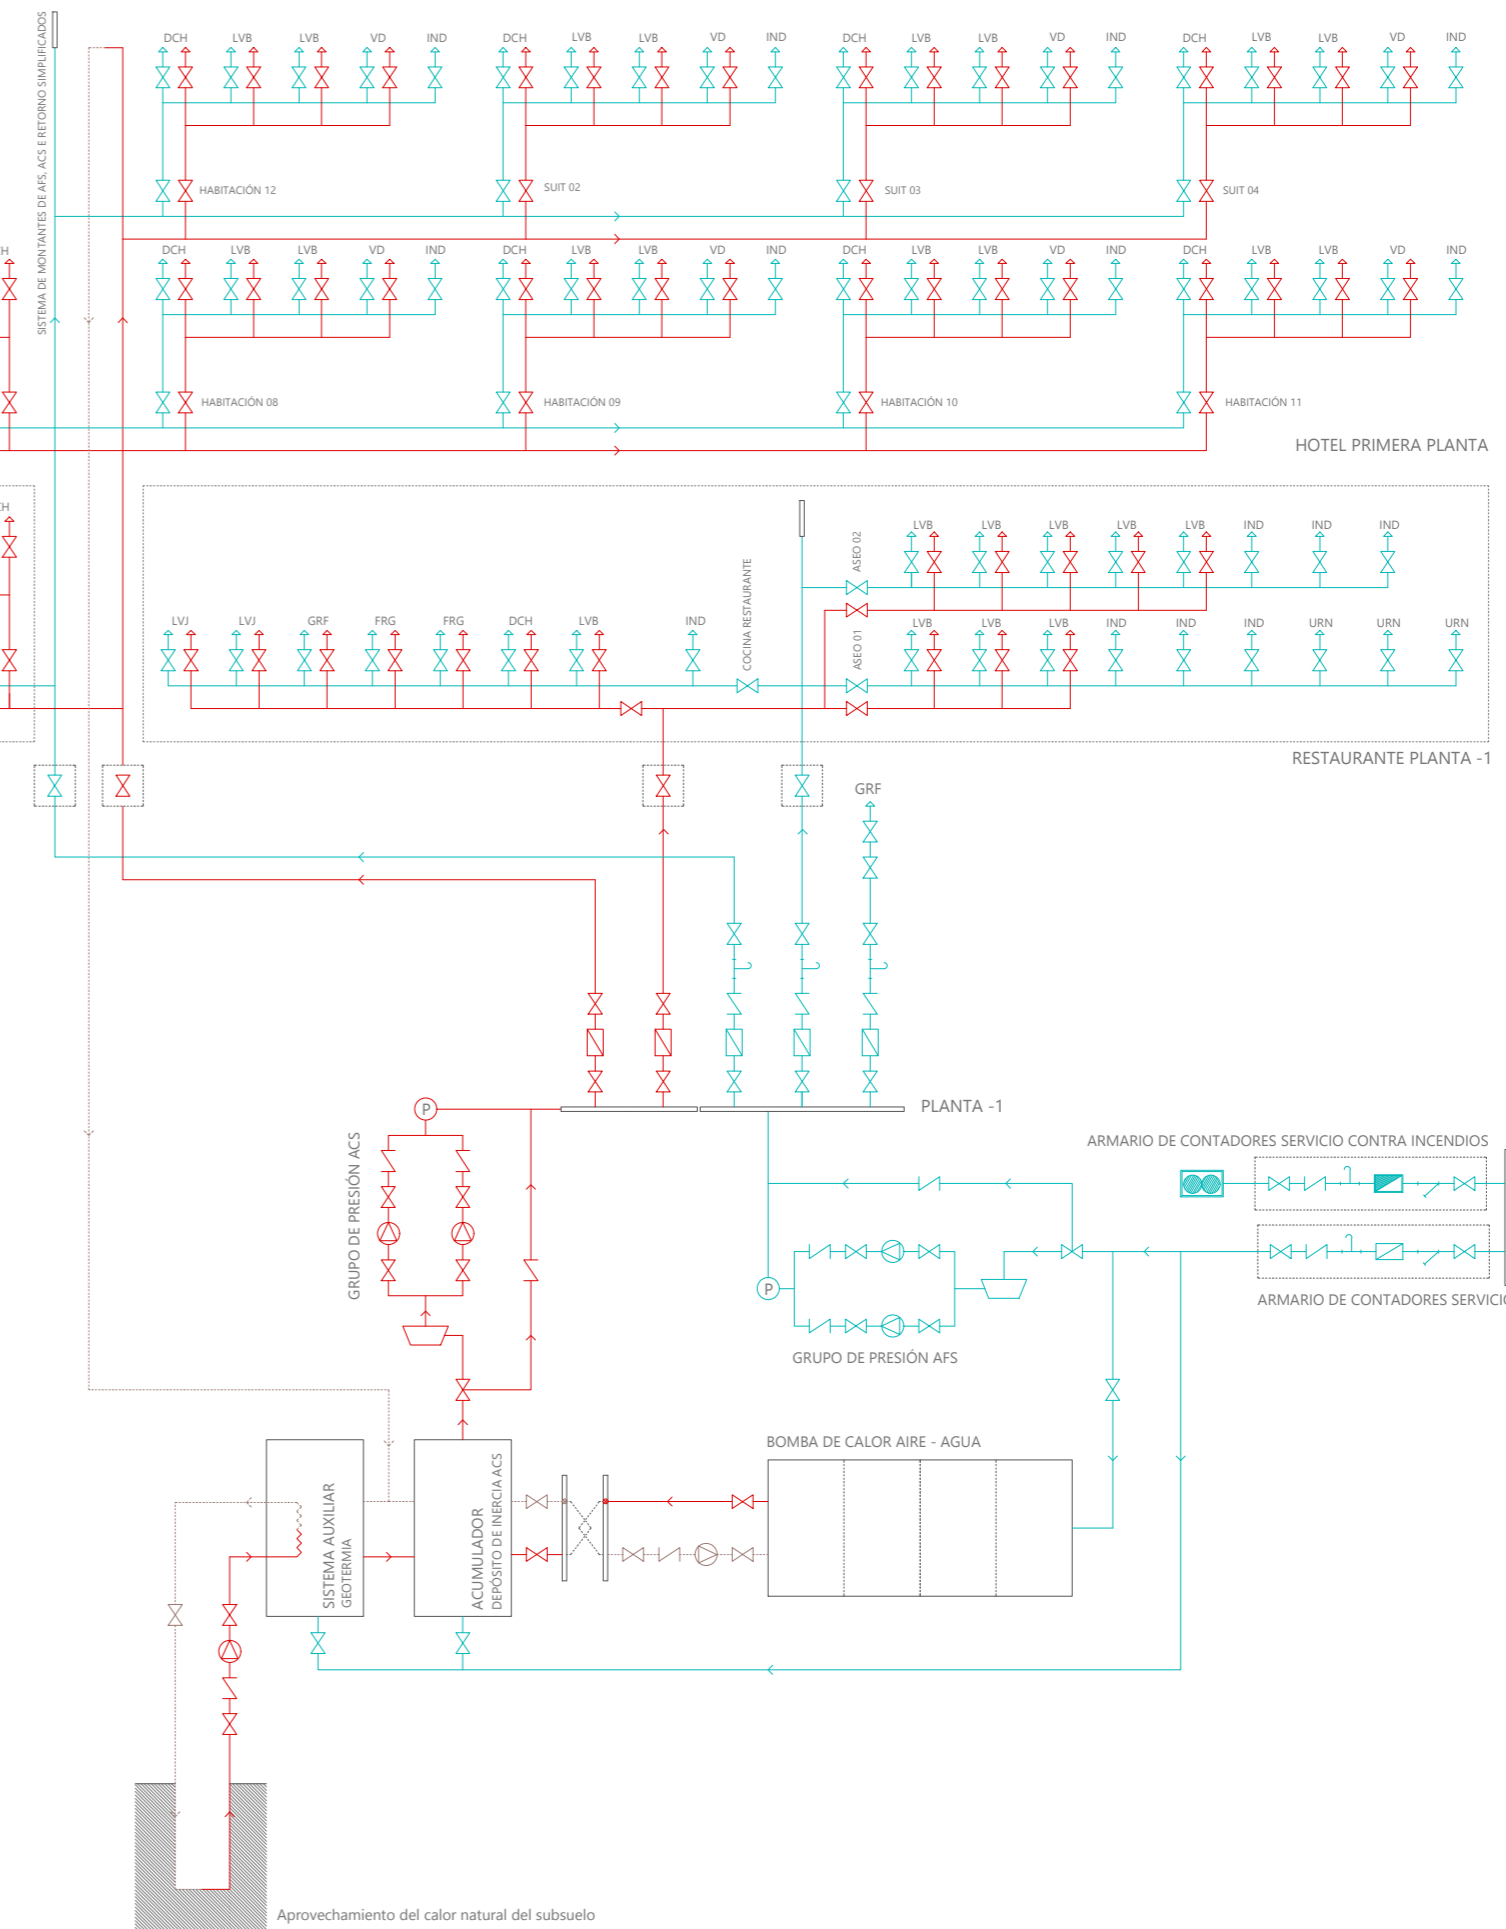 SISTEMA DE MONTANTES DE AFS, ACS E RETORNO SIMPLIFICADOS
DCH LVB LVB VD IND DCH LVB LVB VD IND DCH LVB LVB VD IND DCH LVB LVB VD IND
HABITACIÓN 12 SUIT 02 SUIT 03 SUIT 04
DCH LVB LVB VD IND DCH LVB LVB VD IND DCH LVB LVB VD IND DCH LVB LVB VD IND
HABITACIÓN 08 HABITACIÓN 09 HABITACIÓN 10 HABITACIÓN 11
HOTEL PRIMERA PLANTA
ASEO 02
LVB LVB LVB LVB LVB IND IND IND
COCINA RESTAURANTE
LVJ LVJ GRF FRG FRG DCH LVB IND
ASEO 01
LVB LVB LVB IND IND IND URN URN URN
RESTAURANTE PLANTA -1
GRF
PLANTA -1
P
GRUPO DE PRESIÓN ACS
ARMARIO DE CONTADORES SERVICIO CONTRA INCENDIOS
P
ARMARIO DE CONTADORES SERVICIO
GRUPO DE PRESIÓN AFS
BOMBA DE CALOR AIRE - AGUA
SISTEMA AUXILIAR
GEOTERMIA
ACUMULADOR
DEPÓSITO DE INERCIA ACS
Aprovechamiento del calor natural del subsuelo